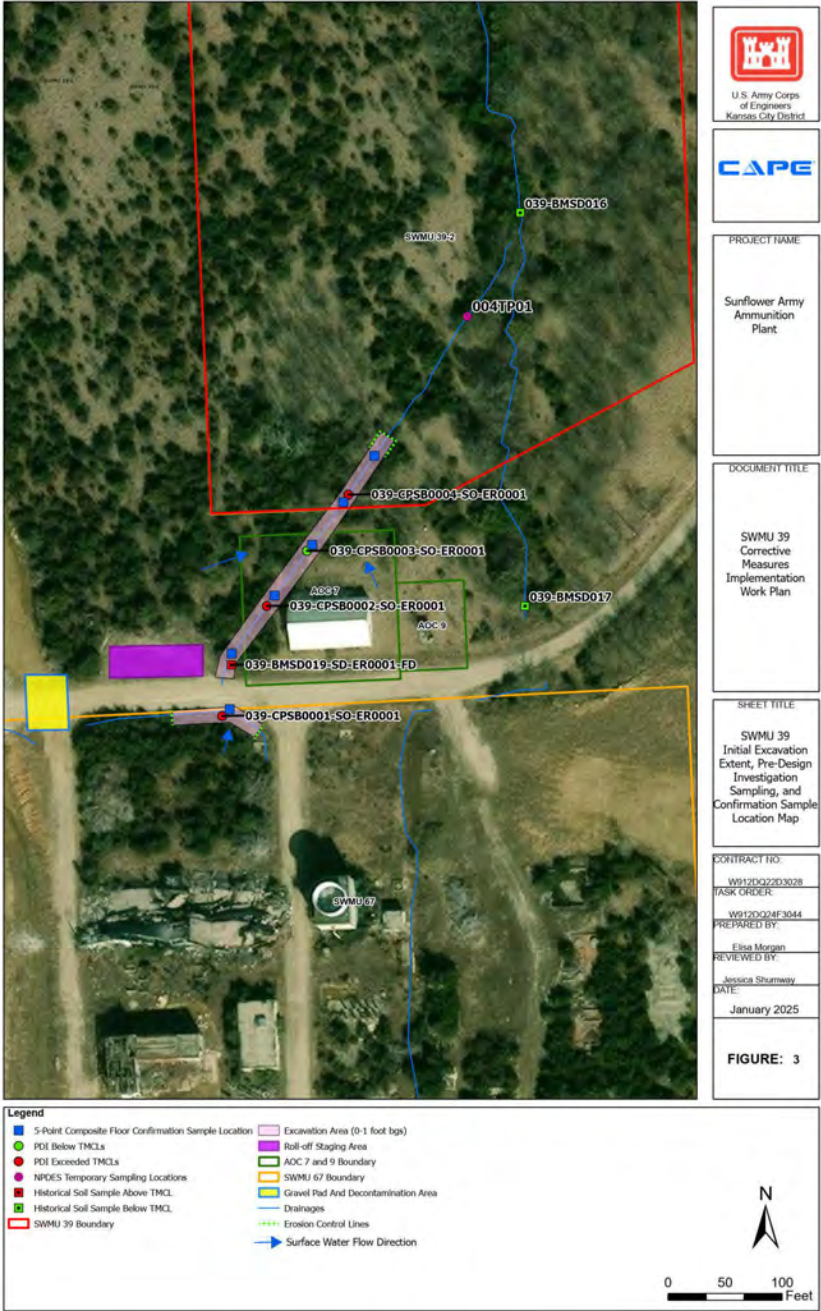 U.S. Army Corps
of Engineers
Kansas City District
CAPE
PROJECT NAME
Sunflower Army
Ammunition
Plant
DOCUMENT TITLE
SWMU 39
Corrective
Measures
Implementation
Work Plan
SHEET TITLE
SWMU 39
Initial Excavation
Extent, Pre-Design
Investigation
Sampling, and
Confirmation Sample
Location Map
CONTRACT NO:
W912DQ22D3028
TASK ORDER:
W912DQ24F3044
PREPARED BY:
Elisa Morgan
REVIEWED BY:
Jessica Shumway
DATE:
January 2025
FIGURE: 3
039-BMSD016
SWMU 39-2
004TP01
039-CPSB0004-SO-ER0001
039-CPSB0003-SO-ER0001
AOC 7
039-CPSB0002-SO-ER0001
039-BMSD017
AOC 9
039-BMSD019-SD-ER0001-FD
039-CPSB0001-SO-ER0001
SWMU 67
Legend
5-Point Composite Floor Confirmation Sample Location
PDI Below TMCLs
PDI Exceeded TMCLs
NPDES Temporary Sampling Locations
Historical Soil Sample Above TMCL
Historical Soil Sample Below TMCL
SWMU 39 Boundary
Excavation Area (0-1 foot bgs)
Roll-off Staging Area
AOC 7 and 9 Boundary
SWMU 67 Boundary
Gravel Pad And Decontamination Area
Drainages
Erosion Control Lines
Surface Water Flow Direction
N
0 50 100
Feet